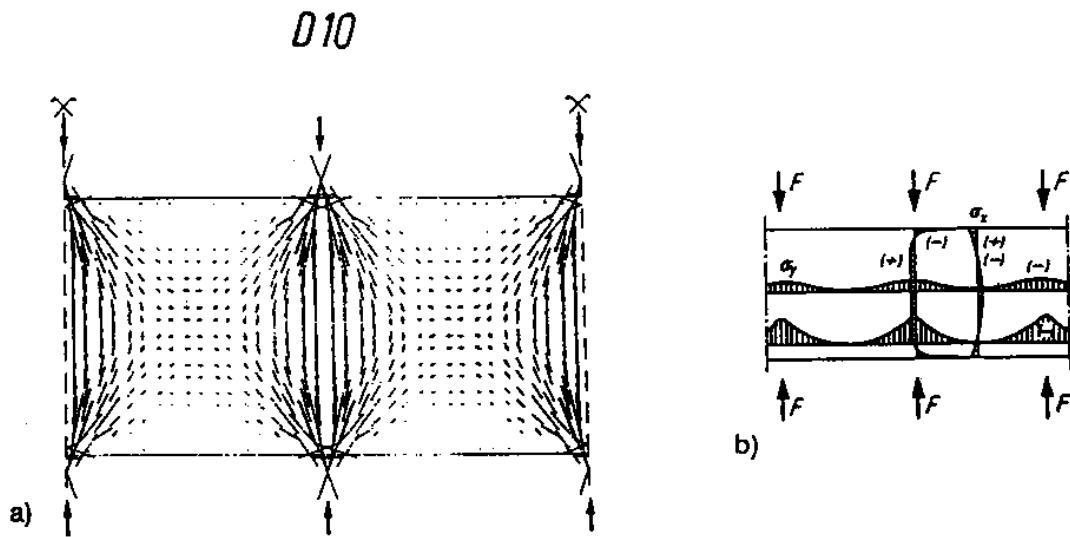 D10
F F F
σx
(-) (+)
(+) (-) (-)
σy
F F F
a)
b)